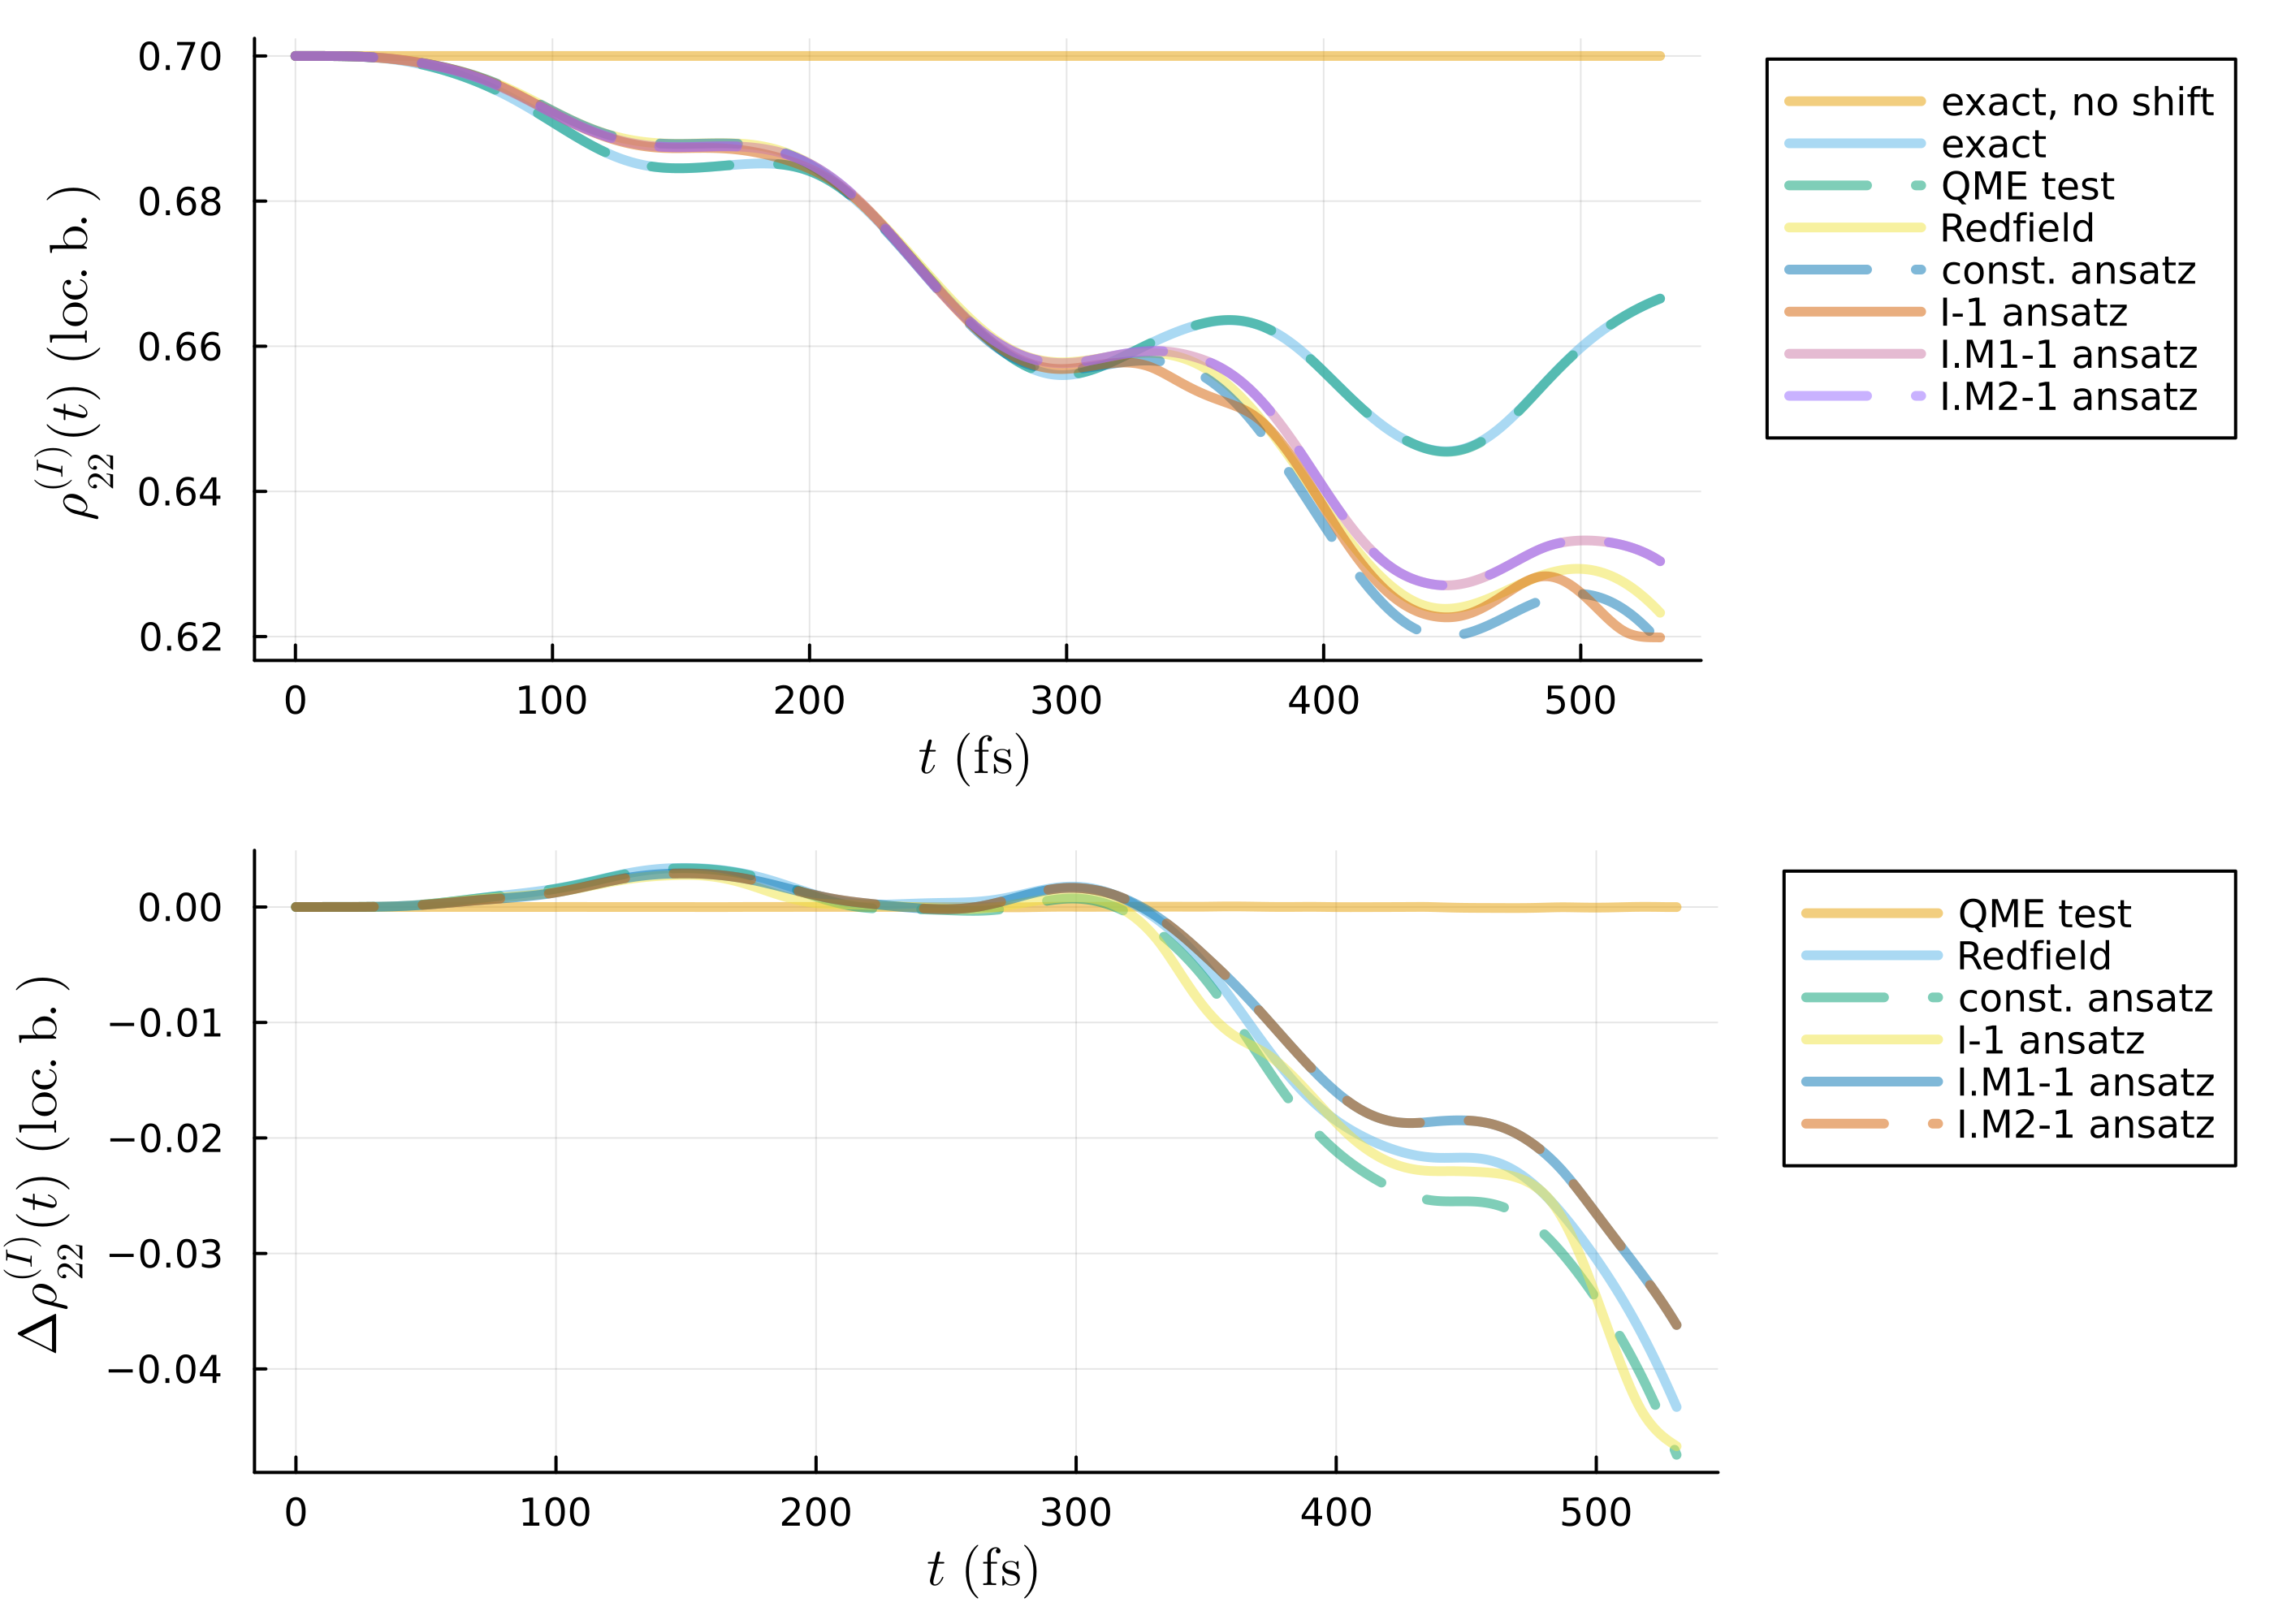 0.70
0.68
0.66
0.64
0.62
ρ₂₂⁽ᴵ⁾(t) (loc. b. )
0 100 200 300 400 500
t (fs)
exact, no shift
exact
QME test
Redfield
const. ansatz
I-1 ansatz
I.M1-1 ansatz
I.M2-1 ansatz
0.00
−0.01
−0.02
−0.03
−0.04
Δρ₂₂⁽ᴵ⁾(t) (loc. b. )
0 100 200 300 400 500
t (fs)
QME test
Redfield
const. ansatz
I-1 ansatz
I.M1-1 ansatz
I.M2-1 ansatz